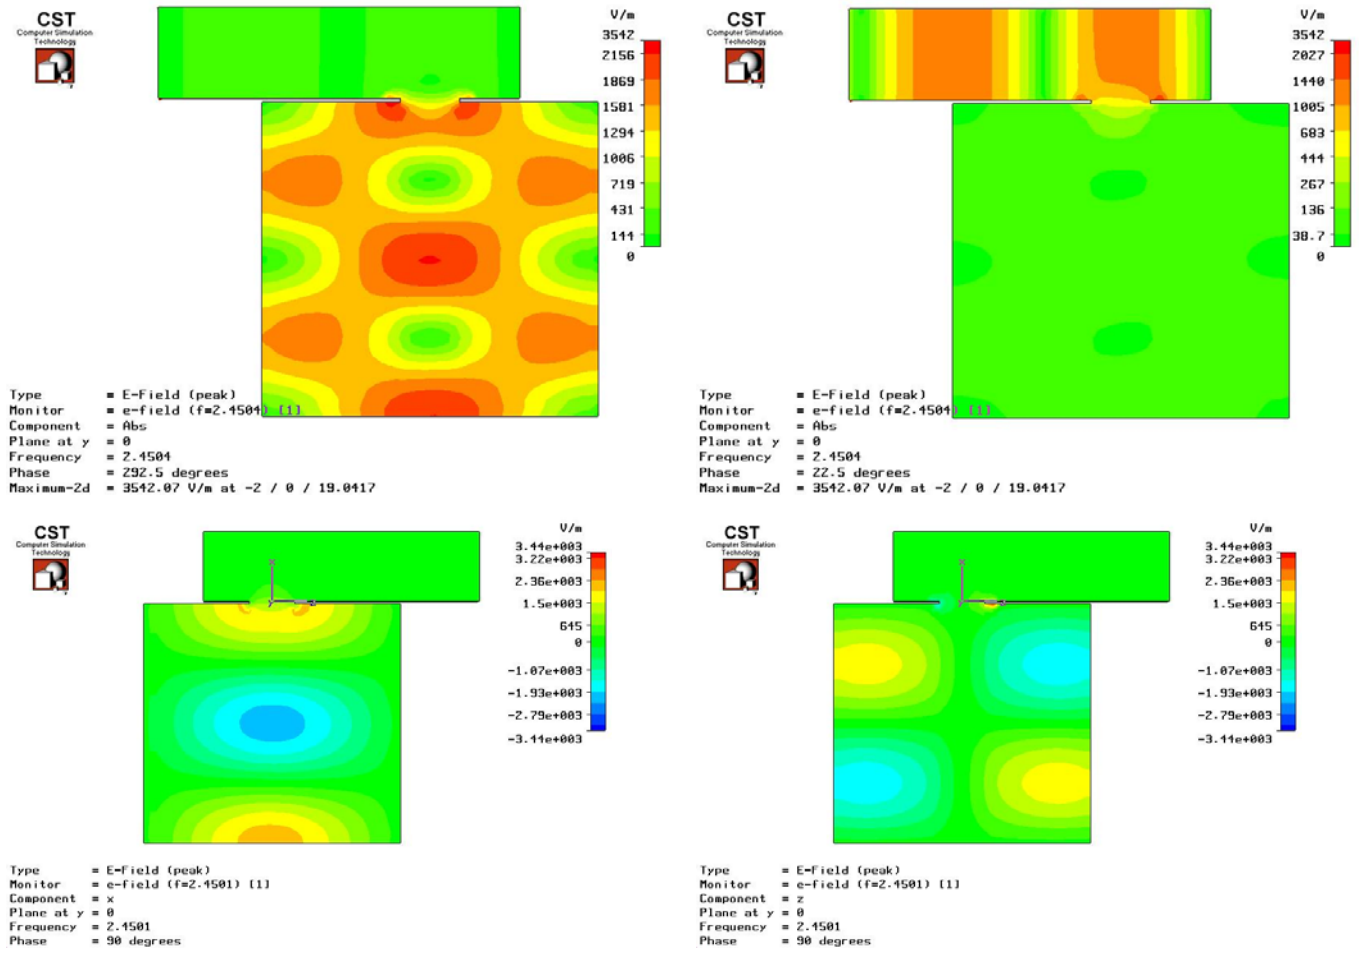 CST
Computer Simulation
Technology
V/m
3542
2156
1869
1581
1294
1006
719
431
144
0
Type = E-Field (peak)
Monitor = e-field (f=2.4504) [1]
Component = Abs
Plane at y = 0
Frequency = 2.4504
Phase = 292.5 degrees
Maximum-2d = 3542.07 V/m at -2 / 0 / 19.0417
CST
Computer Simulation
Technology
V/m
3542
2027
1440
1005
683
444
267
136
38.7
0
Type = E-Field (peak)
Monitor = e-field (f=2.4504) [1]
Component = Abs
Plane at y = 0
Frequency = 2.4504
Phase = 22.5 degrees
Maximum-2d = 3542.07 V/m at -2 / 0 / 19.0417
CST
Computer Simulation
Technology
V/m
3.44e+003
3.22e+003
2.36e+003
1.5e+003
645
0
-1.07e+003
-1.93e+003
-2.79e+003
-3.44e+003
x
Type = E-Field (peak)
Monitor = e-field (f=2.4501) [1]
Component = x
Plane at y = 0
Frequency = 2.4501
Phase = 90 degrees
CST
Computer Simulation
Technology
V/m
3.44e+003
3.22e+003
2.36e+003
1.5e+003
645
0
-1.07e+003
-1.93e+003
-2.79e+003
-3.44e+003
x
Type = E-Field (peak)
Monitor = e-field (f=2.4501) [1]
Component = z
Plane at y = 0
Frequency = 2.4501
Phase = 90 degrees